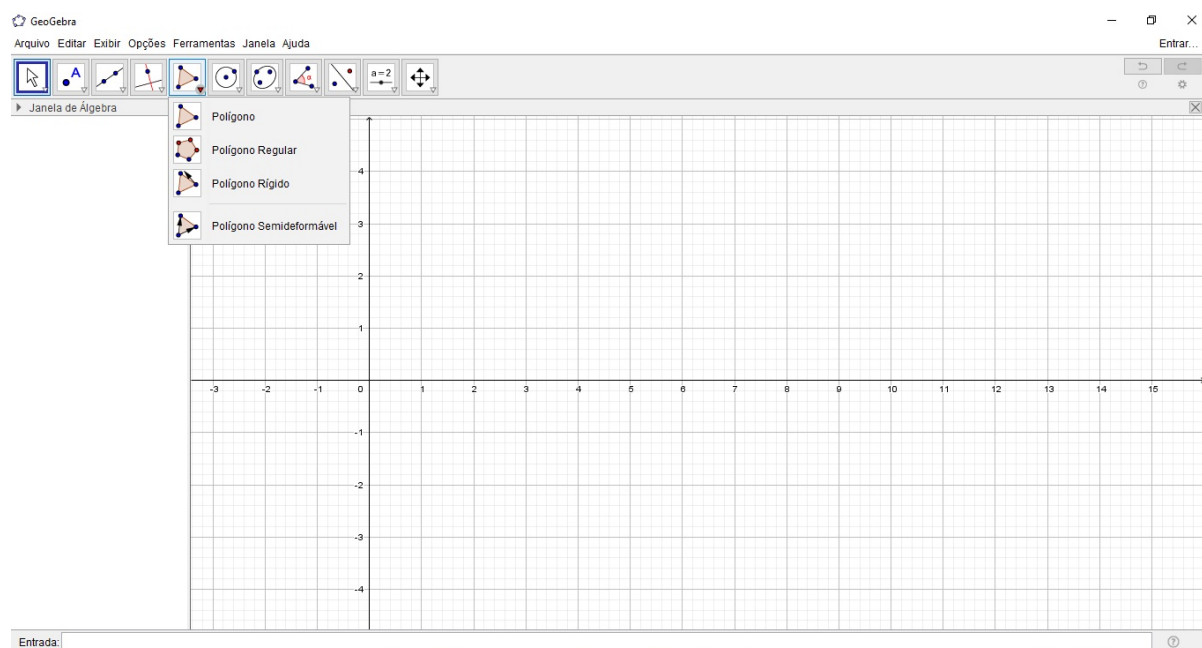 GeoGebra
Arquivo Editar Exibir Opções Ferramentas Janela Ajuda
Entrar...
A
α
a=2
Janela de Álgebra
Polígono
Polígono Regular
Polígono Rígido
Polígono Semideformável
4
3
2
1
-3 -2 -1 0 1 2 3 4 5 6 7 8 9 10 11 12 13 14 15
-1
-2
-3
-4
Entrada: